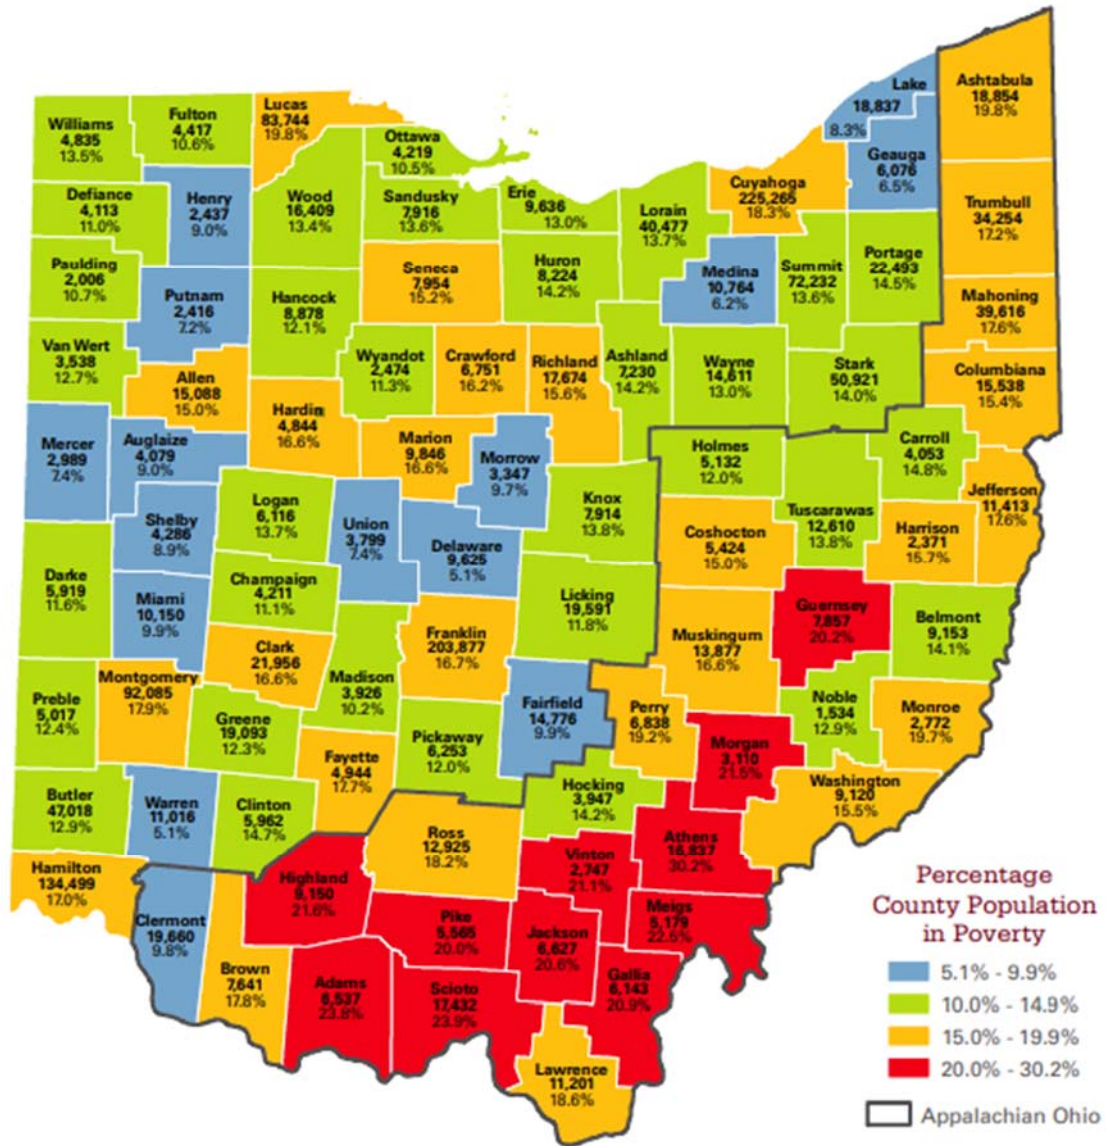 Lake
18,837
8.3%
Ashtabula
18,854
19.8%
Williams
4,835
13.5%
Fulton
4,417
10.6%
Lucas
83,744
19.8%
Ottawa
4,219
10.5%
Geauga
6,076
6.5%
Defiance
4,113
11.0%
Henry
2,437
9.0%
Wood
16,409
13.4%
Sandusky
7,916
13.6%
Erie
9,636
13.0%
Lorain
40,477
13.7%
Cuyahoga
225,265
18.3%
Trumbull
34,254
17.2%
Paulding
2,006
10.7%
Putnam
2,416
7.2%
Hancock
8,878
12.1%
Seneca
7,954
15.2%
Huron
8,224
14.2%
Medina
10,764
6.2%
Summit
72,232
13.6%
Portage
22,493
14.5%
Mahoning
39,616
17.6%
Van Wert
3,538
12.7%
Allen
15,088
15.0%
Hardin
4,844
16.6%
Wyandot
2,474
11.3%
Crawford
6,751
16.2%
Richland
17,674
15.6%
Ashland
7,230
14.2%
Wayne
14,611
13.0%
Stark
50,921
14.0%
Columbiana
15,538
15.4%
Mercer
2,989
7.4%
Auglaize
4,079
9.0%
Marion
9,846
16.6%
Morrow
3,347
9.7%
Holmes
5,132
12.0%
Carroll
4,053
14.8%
Shelby
4,286
8.9%
Logan
6,116
13.7%
Union
3,799
7.4%
Delaware
9,625
5.1%
Knox
7,914
13.8%
Coshocton
5,424
15.0%
Tuscarawas
12,610
13.8%
Harrison
2,371
15.7%
Jefferson
11,413
17.6%
Darke
5,919
11.6%
Miami
10,150
9.9%
Champaign
4,211
11.1%
Licking
19,591
11.8%
Guernsey
7,857
20.2%
Belmont
9,153
14.1%
Clark
21,956
16.6%
Franklin
203,877
16.7%
Muskingum
13,877
16.6%
Preble
5,017
12.4%
Montgomery
92,085
17.9%
Greene
19,093
12.3%
Madison
3,926
10.2%
Pickaway
6,253
12.0%
Fairfield
14,776
9.9%
Perry
6,838
19.2%
Morgan
3,110
21.5%
Noble
1,534
12.9%
Monroe
2,772
19.7%
Fayette
4,944
17.7%
Hocking
3,947
14.2%
Washington
9,120
15.5%
Butler
47,018
12.9%
Warren
11,016
5.1%
Clinton
5,962
14.7%
Ross
12,925
18.2%
Vinton
2,747
21.1%
Athens
16,837
30.2%
Hamilton
134,499
17.0%
Clermont
19,660
9.8%
Highland
9,150
21.6%
Pike
5,565
20.0%
Jackson
6,627
20.6%
Meigs
5,179
22.5%
Brown
7,641
17.8%
Adams
6,537
23.8%
Scioto
17,432
23.9%
Gallia
6,143
20.9%
Lawrence
11,201
18.6%
Percentage
County Population
in Poverty
5.1% - 9.9%
10.0% - 14.9%
15.0% - 19.9%
20.0% - 30.2%
Appalachian Ohio